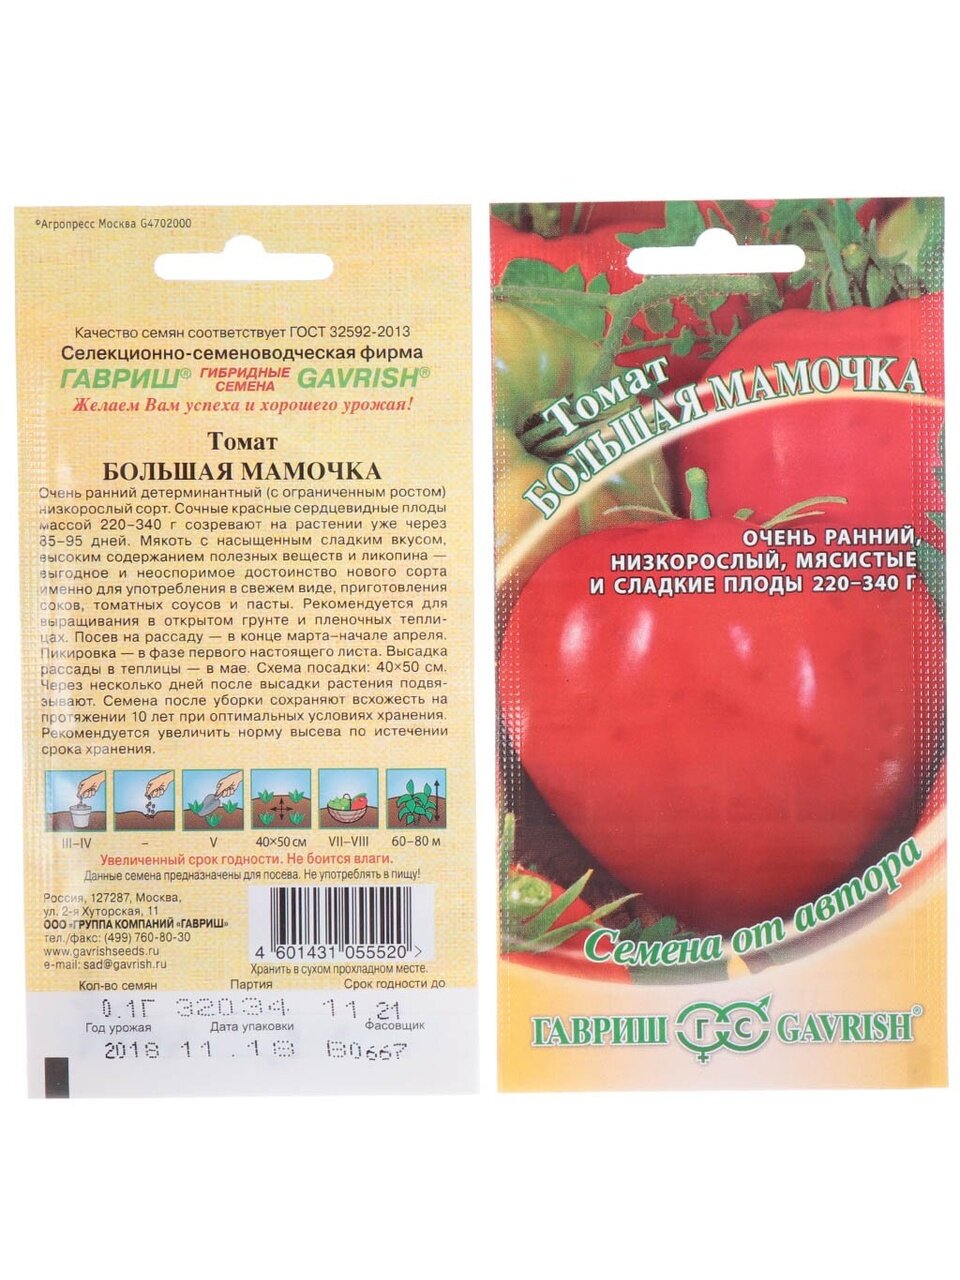 ©Агропресс Москва G4702000
Качество семян соответствует ГОСТ 32592-2013
Селекционно-семеноводческая фирма
ГАВРИШ® ГИБРИДНЫЕ СЕМЕНА GAVRISH®
Желаем Вам успеха и хорошего урожая!
Томат
БОЛЬШАЯ МАМОЧКА
Очень ранний детерминантный (с ограниченным ростом)
низкорослый сорт. Сочные красные сердцевидные плоды
массой 220–340 г созревают на растении уже через
85–95 дней. Мякоть с насыщенным сладким вкусом,
высоким содержанием полезных веществ и ликопина —
выгодное и неоспоримое достоинство нового сорта
именно для употребления в свежем виде, приготовления
соков, томатных соусов и пасты. Рекомендуется для
выращивания в открытом грунте и пленочных тепли-
цах. Посев на рассаду — в конце марта–начале апреля.
Пикировка — в фазе первого настоящего листа. Высадка
рассады в теплицы — в мае. Схема посадки: 40×50 см.
Через несколько дней после высадки растения подвя-
зывают. Семена после уборки сохраняют всхожесть на
протяжении 10 лет при оптимальных условиях хранения.
Рекомендуется увеличить норму высева по истечении
срока хранения.
III–IV – V 40×50 см VII–VIII 60–80 м
Увеличенный срок годности. Не боится влаги.
Данные семена предназначены для посева. Не употреблять в пищу!
Россия, 127287, Москва,
ул. 2-я Хуторская, 11
ООО «ГРУППА КОМПАНИЙ «ГАВРИШ»
тел./факс: (499) 760-80-30
www.gavrishseeds.ru
e-mail: sad@gavrish.ru
4 601431 055520 >
Хранить в сухом прохладном месте.
Кол-во семян Партия Срок годности до
0.1Г 32034 11.21
Год урожая Дата упаковки Фасовщик
2018 11.18 В0667
Томат
БОЛЬШАЯ МАМОЧКА
ОЧЕНЬ РАННИЙ,
НИЗКОРОСЛЫЙ, МЯСИСТЫЕ
И СЛАДКИЕ ПЛОДЫ 220–340 Г
Семена от автора
ГАВРИШ ГС GAVRISH®